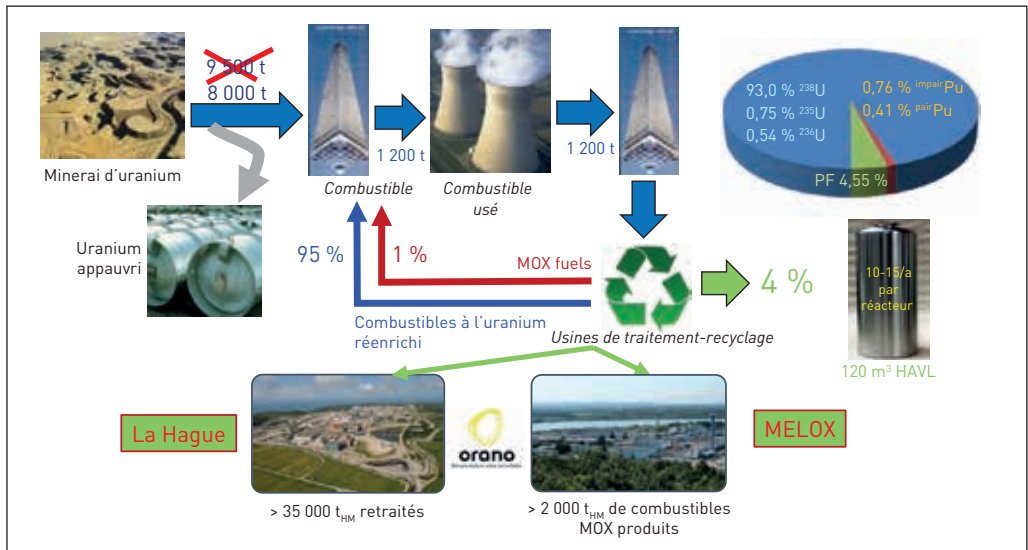 9 500 t
8 000 t
Minerai d'uranium
Uranium
appauvri
Combustible
1 200 t
Combustible
usé
1 200 t
93,0 % ²³⁸U
0,75 % ²³⁵U
0,54 % ²³⁶U
0,76 % ⁱᵐᵖᵃⁱʳPu
0,41 % ᵖᵃⁱʳPu
PF 4,55 %
95 %
1 %
MOX fuels
Combustibles à l'uranium
réenrichi
Usines de traitement-recyclage
4 %
10-15/a
par
réacteur
120 m³ HAVL
La Hague
orano
MELOX
> 35 000 tHM retraités
> 2 000 tHM de combustibles
MOX produits